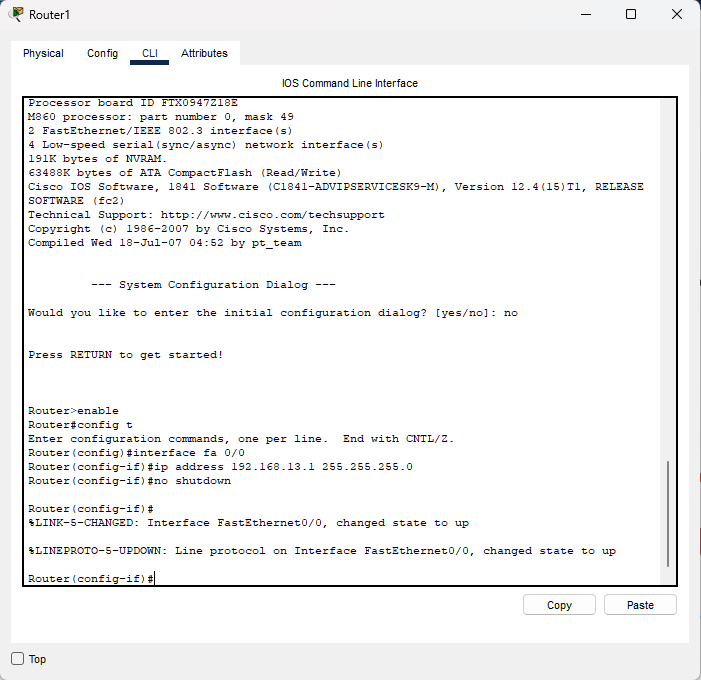 Router1
Physical Config CLI Attributes
IOS Command Line Interface
Processor board ID FTX0947Z18E
M860 processor: part number 0, mask 49
2 FastEthernet/IEEE 802.3 interface(s)
4 Low-speed serial(sync/async) network interface(s)
191K bytes of NVRAM.
63488K bytes of ATA CompactFlash (Read/Write)
Cisco IOS Software, 1841 Software (C1841-ADVIPSERVICESK9-M), Version 12.4(15)T1, RELEASE
SOFTWARE (fc2)
Technical Support: http://www.cisco.com/techsupport
Copyright (c) 1986-2007 by Cisco Systems, Inc.
Compiled Wed 18-Jul-07 04:52 by pt_team
--- System Configuration Dialog ---
Would you like to enter the initial configuration dialog? [yes/no]: no
Press RETURN to get started!
Router>enable
Router#config t
Enter configuration commands, one per line.  End with CNTL/Z.
Router(config)#interface fa 0/0
Router(config-if)#ip address 192.168.13.1 255.255.255.0
Router(config-if)#no shutdown
Router(config-if)#
%LINK-5-CHANGED: Interface FastEthernet0/0, changed state to up
%LINEPROTO-5-UPDOWN: Line protocol on Interface FastEthernet0/0, changed state to up
Router(config-if)#
Copy Paste
Top